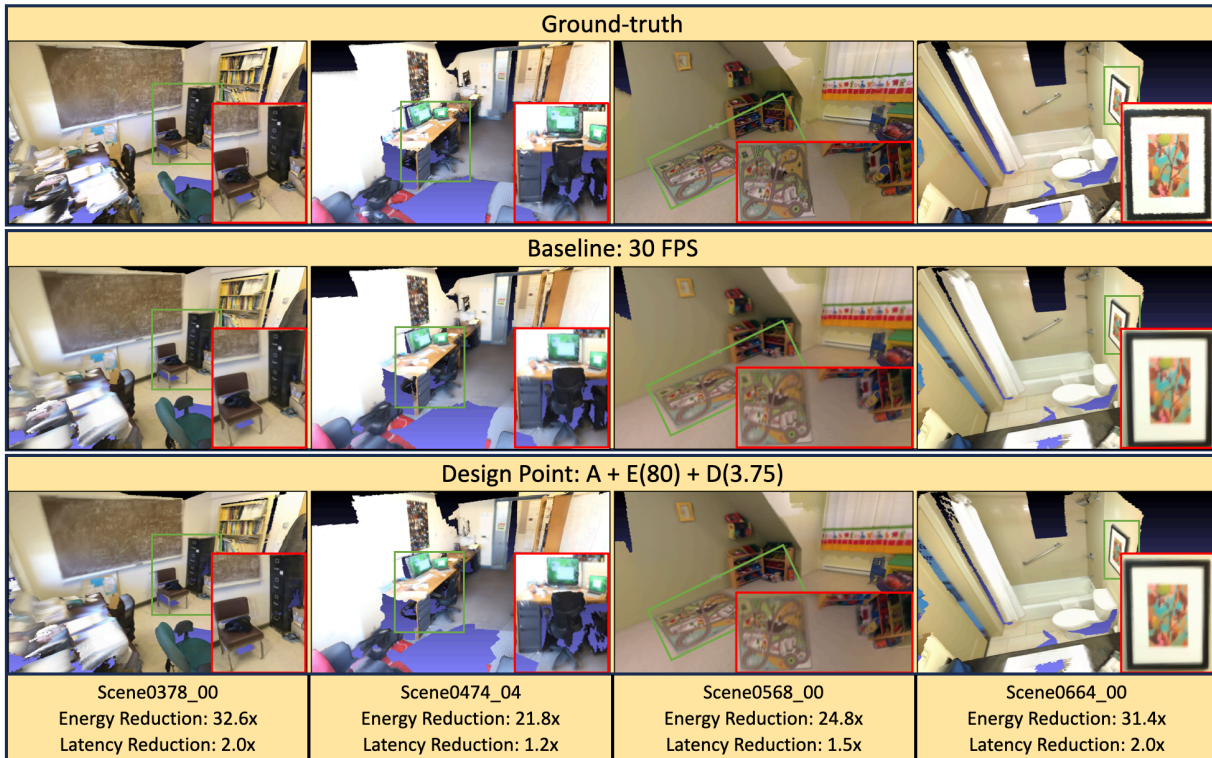 Ground-truth
Baseline: 30 FPS
Design Point: A + E(80) + D(3.75)
Scene0378_00
Energy Reduction: 32.6x
Latency Reduction: 2.0x
Scene0474_04
Energy Reduction: 21.8x
Latency Reduction: 1.2x
Scene0568_00
Energy Reduction: 24.8x
Latency Reduction: 1.5x
Scene0664_00
Energy Reduction: 31.4x
Latency Reduction: 2.0x